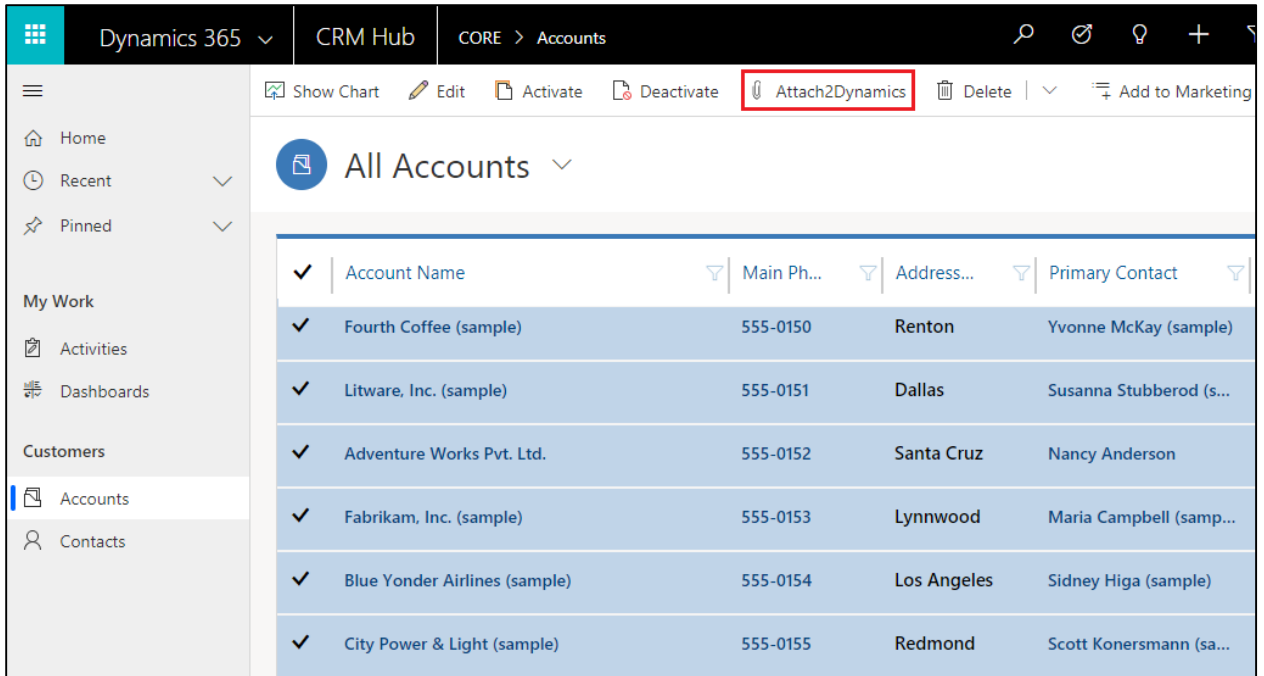 Dynamics 365 CRM Hub CORE > Accounts
Show Chart Edit Activate Deactivate Attach2Dynamics Delete Add to Marketing
Home
Recent
Pinned
My Work
Activities
Dashboards
Customers
Accounts
Contacts
All Accounts
Account Name Main Ph... Address... Primary Contact
Fourth Coffee (sample) 555-0150 Renton Yvonne McKay (sample)
Litware, Inc. (sample) 555-0151 Dallas Susanna Stubberod (s...
Adventure Works Pvt. Ltd. 555-0152 Santa Cruz Nancy Anderson
Fabrikam, Inc. (sample) 555-0153 Lynnwood Maria Campbell (samp...
Blue Yonder Airlines (sample) 555-0154 Los Angeles Sidney Higa (sample)
City Power & Light (sample) 555-0155 Redmond Scott Konersmann (sa...